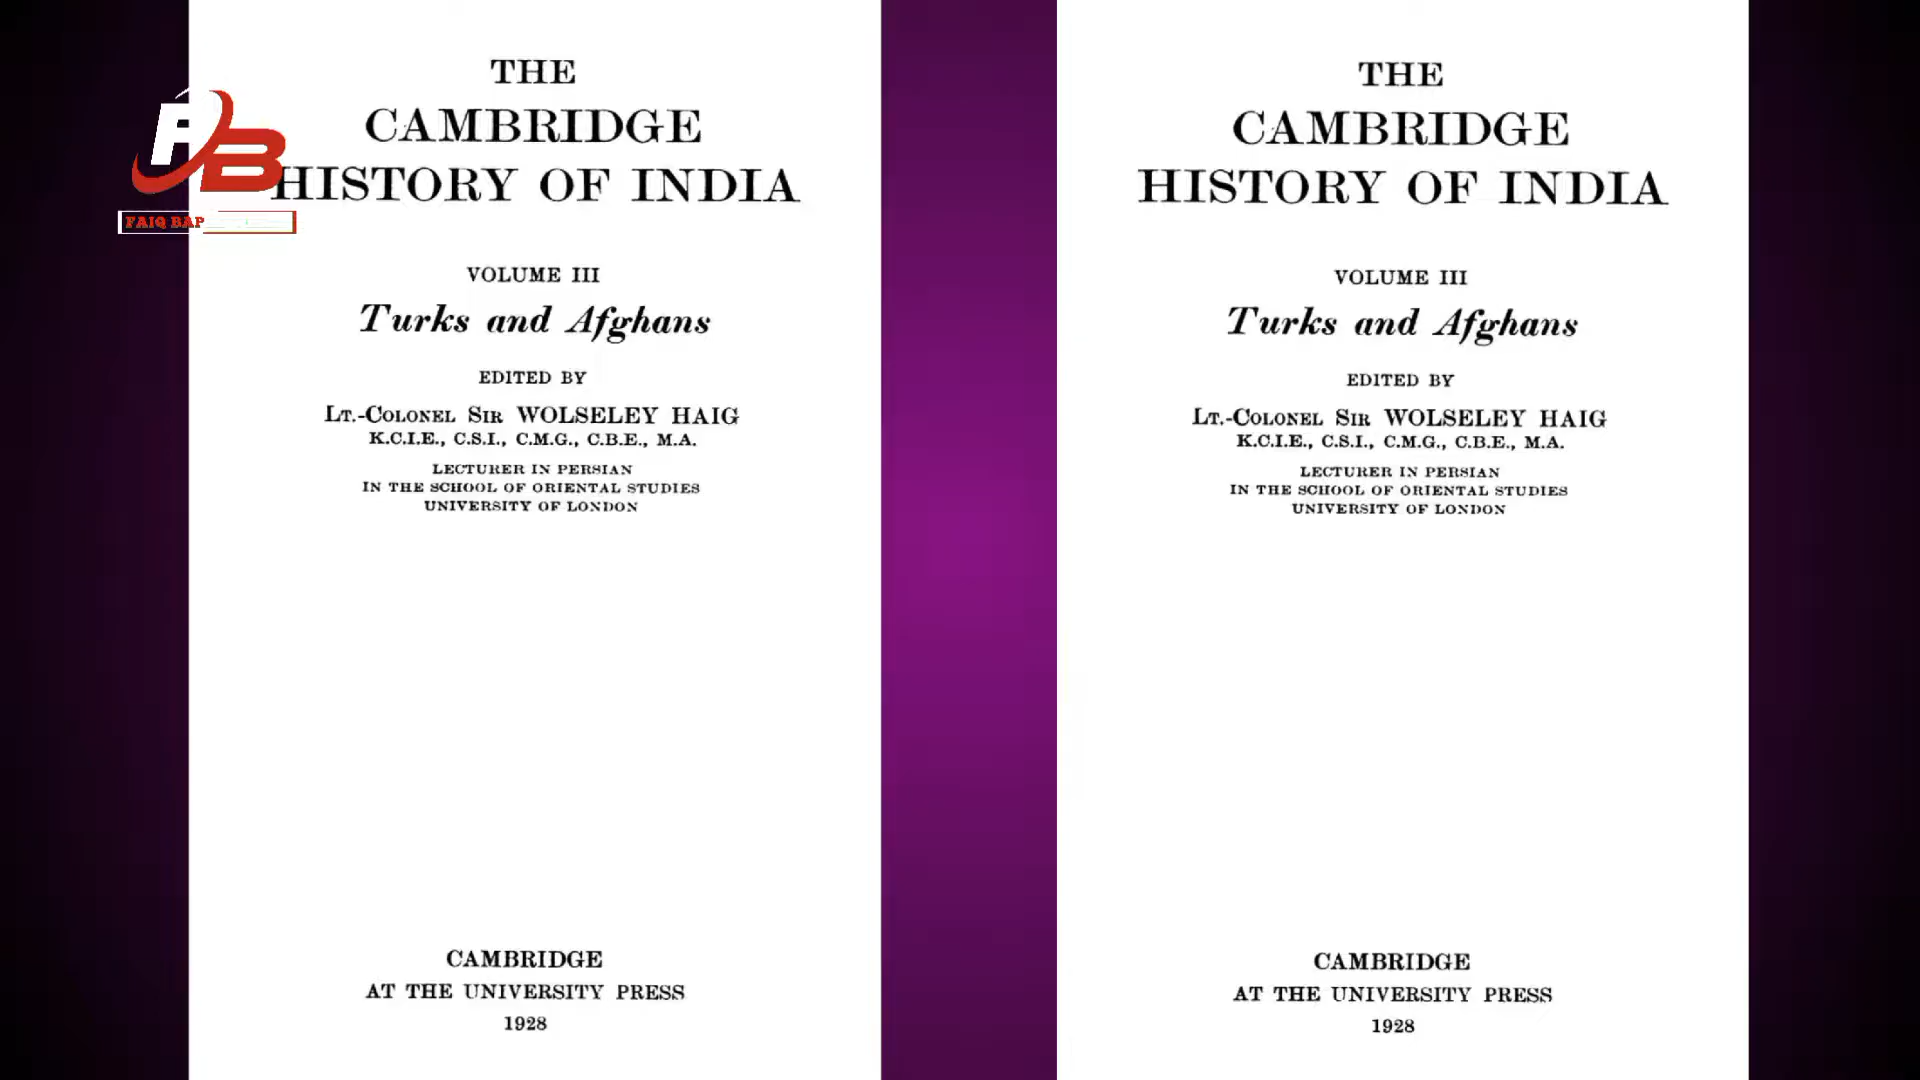 THE
CAMBRIDGE
HISTORY OF INDIA
VOLUME III
Turks and Afghans
EDITED BY
LT.-COLONEL SIR WOLSELEY HAIG
K.C.I.E., C.S.I., C.M.G., C.B.E., M.A.
LECTURER IN PERSIAN
IN THE SCHOOL OF ORIENTAL STUDIES
UNIVERSITY OF LONDON
CAMBRIDGE
AT THE UNIVERSITY PRESS
1928
THE
CAMBRIDGE
HISTORY OF INDIA
VOLUME III
Turks and Afghans
EDITED BY
LT.-COLONEL SIR WOLSELEY HAIG
K.C.I.E., C.S.I., C.M.G., C.B.E., M.A.
LECTURER IN PERSIAN
IN THE SCHOOL OF ORIENTAL STUDIES
UNIVERSITY OF LONDON
CAMBRIDGE
AT THE UNIVERSITY PRESS
1928
FAIQ